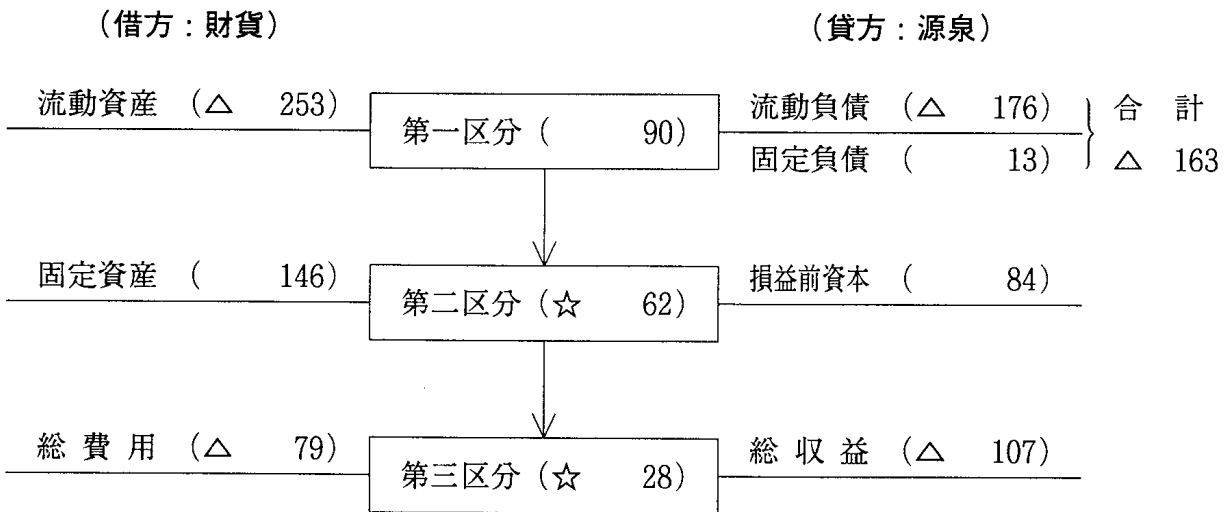 （借方：財貨） （貸方：源泉）
流動資産 （△ 253） 第一区分（ 90） 流動負債 （△ 176） 合 計
固定負債 （ 13） △ 163
固定資産 （ 146） 第二区分（☆ 62） 損益前資本 （ 84）
総 費 用 （△ 79） 第三区分（☆ 28） 総 収 益 （△ 107）